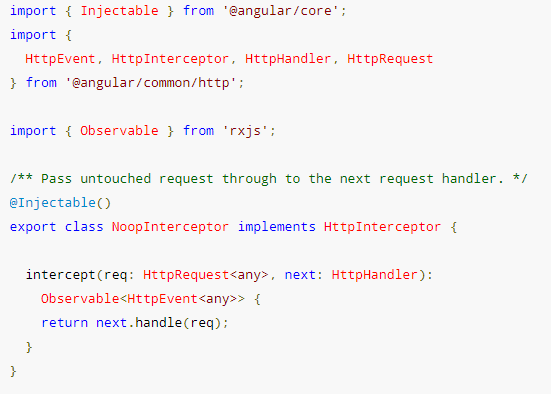 import { Injectable } from '@angular/core';
import {
  HttpEvent, HttpInterceptor, HttpHandler, HttpRequest
} from '@angular/common/http';

import { Observable } from 'rxjs';

/** Pass untouched request through to the next request handler. */
@Injectable()
export class NoopInterceptor implements HttpInterceptor {

  intercept(req: HttpRequest<any>, next: HttpHandler):
    Observable<HttpEvent<any>> {
    return next.handle(req);
  }
}